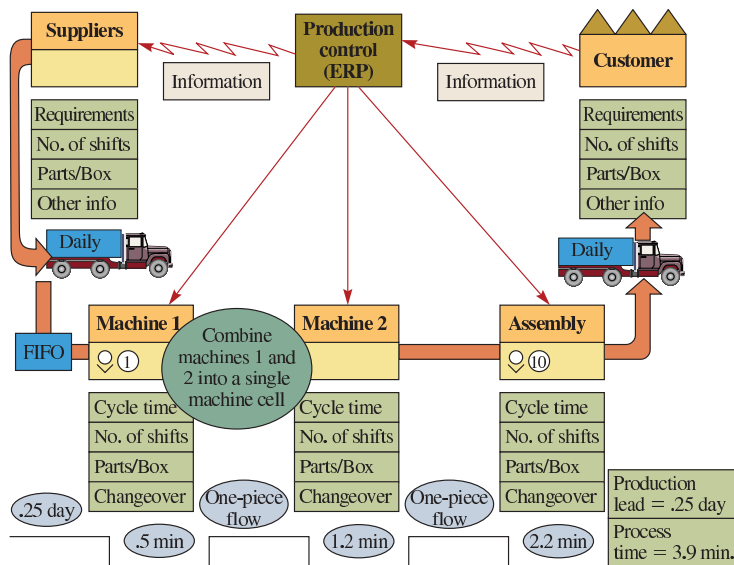 Suppliers
Production
control
(ERP)
Customer
Information
Information
Requirements
No. of shifts
Parts/Box
Other info
Requirements
No. of shifts
Parts/Box
Other info
Daily
Daily
FIFO
Machine 1
1
Combine
machines 1 and
2 into a single
machine cell
Machine 2
Assembly
10
Cycle time
No. of shifts
Parts/Box
Changeover
Cycle time
No. of shifts
Parts/Box
Changeover
Cycle time
No. of shifts
Parts/Box
Changeover
.25 day
One-piece
flow
One-piece
flow
.5 min
1.2 min
2.2 min
Production
lead = .25 day
Process
time = 3.9 min.